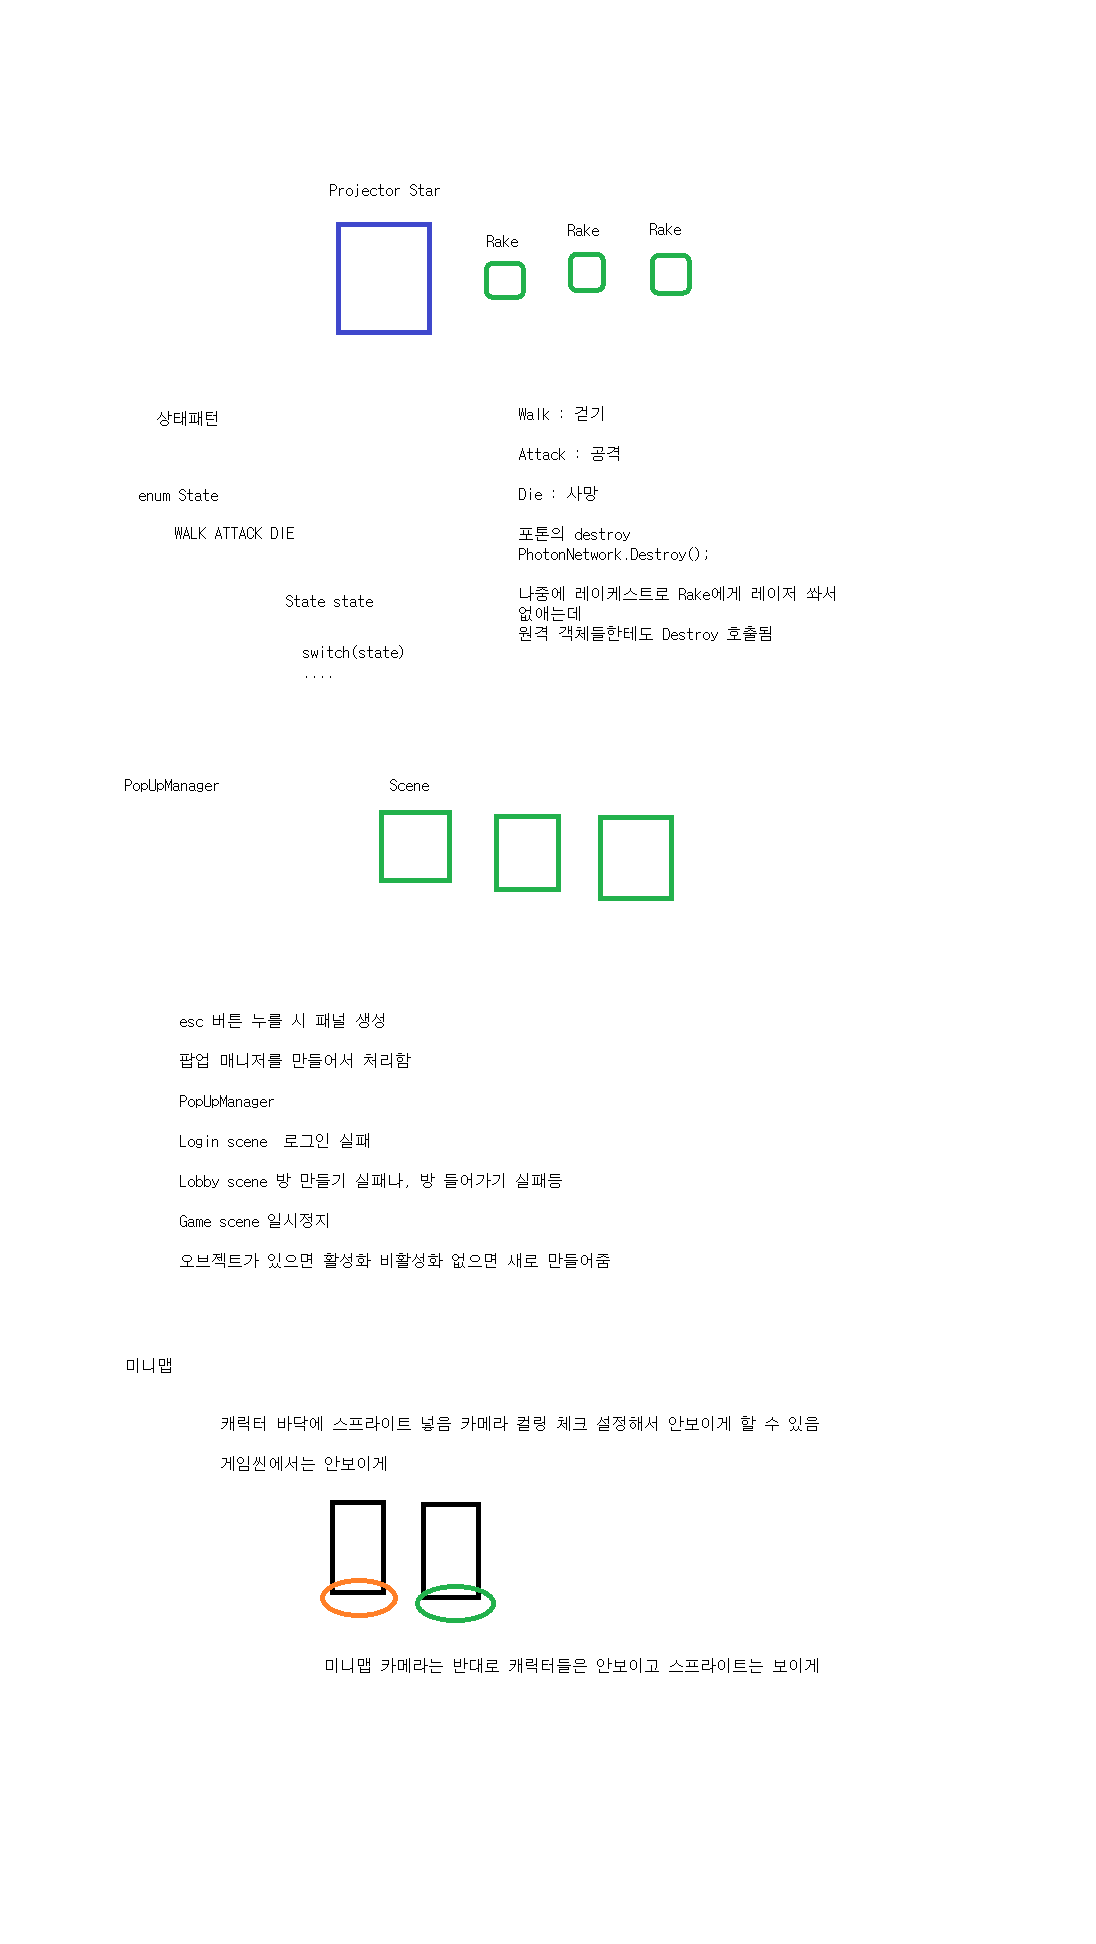 Projector Star
Rake
Rake
Rake
상태패턴
enum State
WALK ATTACK DIE
State state
switch(state)
....
Walk : 걷기
Attack : 공격
Die : 사망
포톤의 destroy
PhotonNetwork.Destroy();
나중에 레이케스트로 Rake에게 레이저 쏴서
없애는데
원격 객체들한테도 Destroy 호출됨
PopUpManager
Scene
esc 버튼 누를 시 패널 생성
팝업 매니저를 만들어서 처리함
PopUpManager
Login scene  로그인 실패
Lobby scene 방 만들기 실패나, 방 들어가기 실패등
Game scene 일시정지
오브젝트가 있으면 활성화 비활성화 없으면 새로 만들어줌
미니맵
캐릭터 바닥에 스프라이트 넣음 카메라 컬링 체크 설정해서 안보이게 할 수 있음
게임씬에서는 안보이게
미니맵 카메라는 반대로 캐릭터들은 안보이고 스프라이트는 보이게